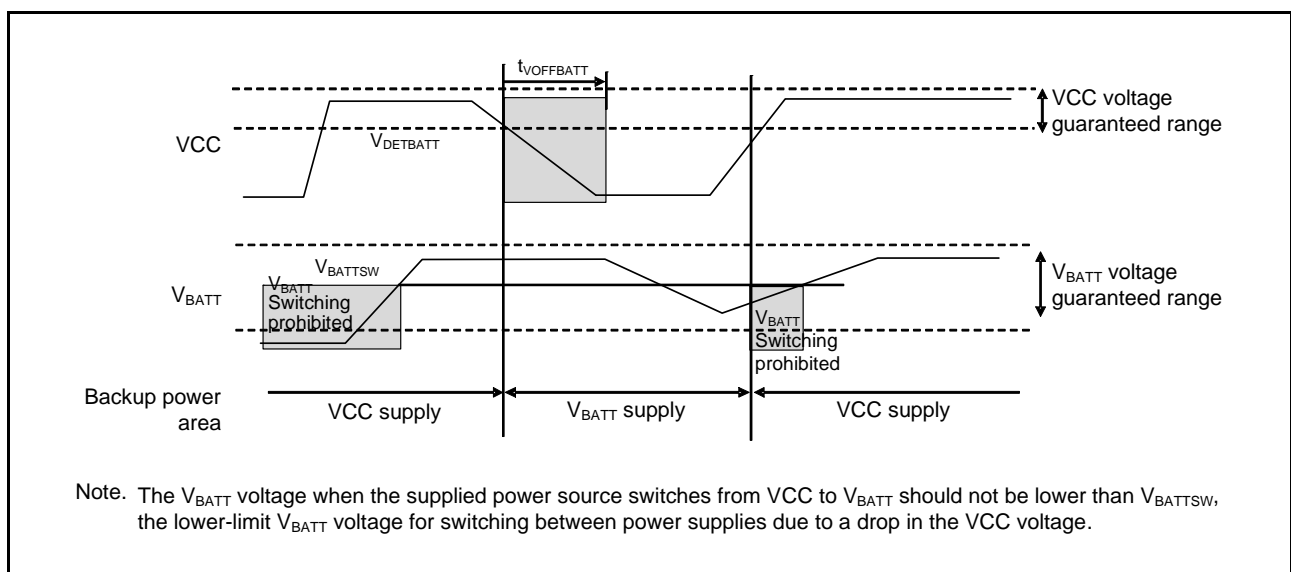 tVOFFBATT
VCC voltage
guaranteed range
VCC
VDETBATT
VBATTSW
VBATT
VBATT
Switching
prohibited
VBATT voltage
guaranteed range
VBATT
Switching
prohibited
Backup power
area
VCC supply
VBATT supply
VCC supply
Note. The VBATT voltage when the supplied power source switches from VCC to VBATT should not be lower than VBATTSW,
the lower-limit VBATT voltage for switching between power supplies due to a drop in the VCC voltage.